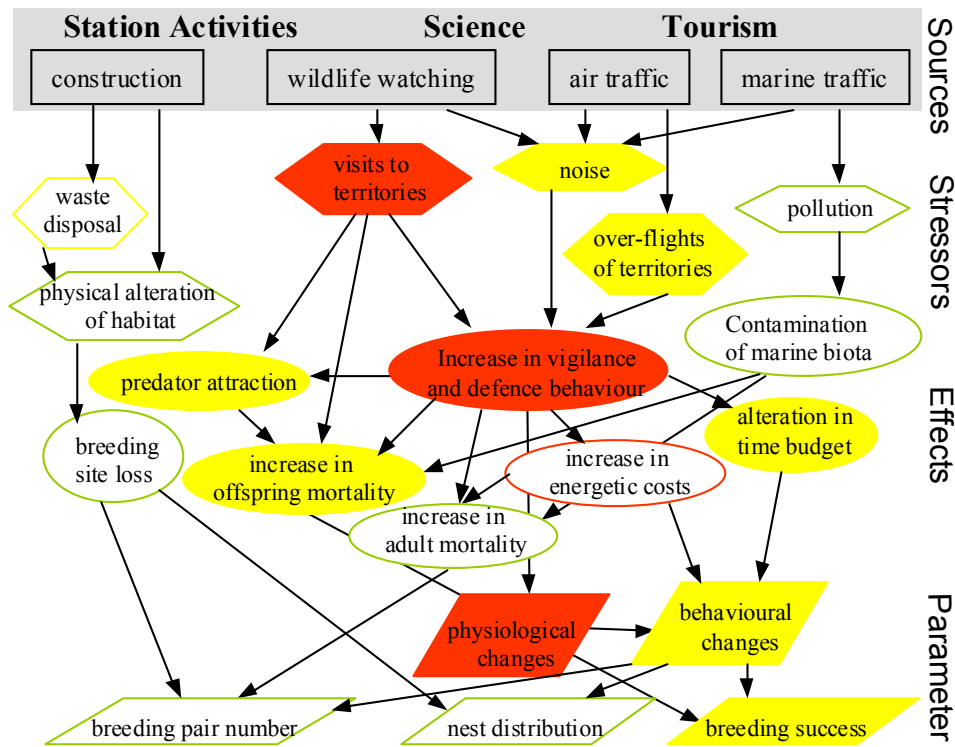 Station Activities
Science
Tourism
Sources
construction
wildlife watching
air traffic
marine traffic
visits to
territories
noise
waste
disposal
pollution
Stressors
over-flights
of territories
physical alteration
of habitat
Contamination
of marine biota
Increase in vigilance
and defence behaviour
predator attraction
Effects
alteration in
time budget
breeding
site loss
increase in
offspring mortality
increase in
energetic costs
increase in
adult mortality
Parameter
physiological
changes
behavioural
changes
breeding pair number
nest distribution
breeding success